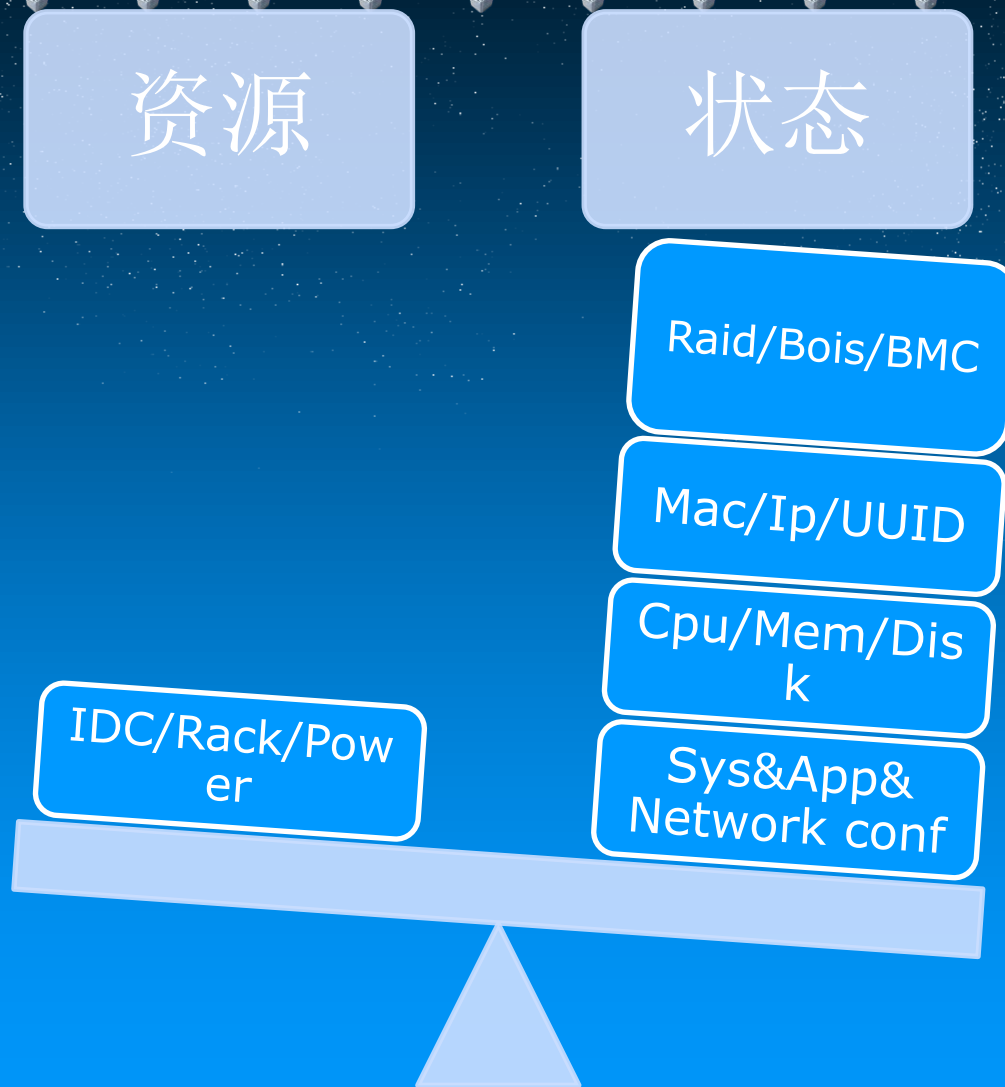 资源
状态
Raid/Bois/BMC
Mac/Ip/UUID
Cpu/Mem/Dis
k
IDC/Rack/Pow
er
Sys&App&
Network conf